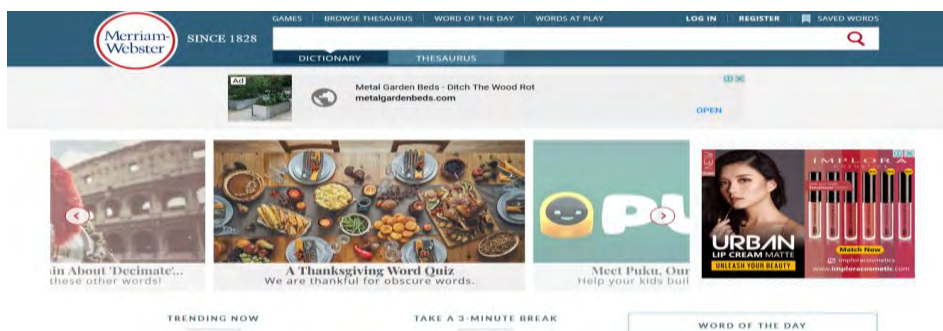 GAMES BROWSE THESAURUS WORD OF THE DAY WORDS AT PLAY LOG IN REGISTER SAVED WORDS
Merriam-
Webster
SINCE 1828
DICTIONARY THESAURUS
Ad
Metal Garden Beds - Ditch The Wood Rot
metalgardenbeds.com
OPEN
in About 'Decimate'...
these other words!
A Thanksgiving Word Quiz
We are thankful for obscure words.
PU
Meet Puku, Our
Help your kids buil
NEW
IMPLORA
COSMETICS
URBAN
LIP CREAM MATTE
UNLEASH YOUR BEAUTY
Match Now
imploracosmetics
www.imploracosmetic.com
TRENDING NOW
TAKE A 3-MINUTE BREAK
WORD OF THE DAY